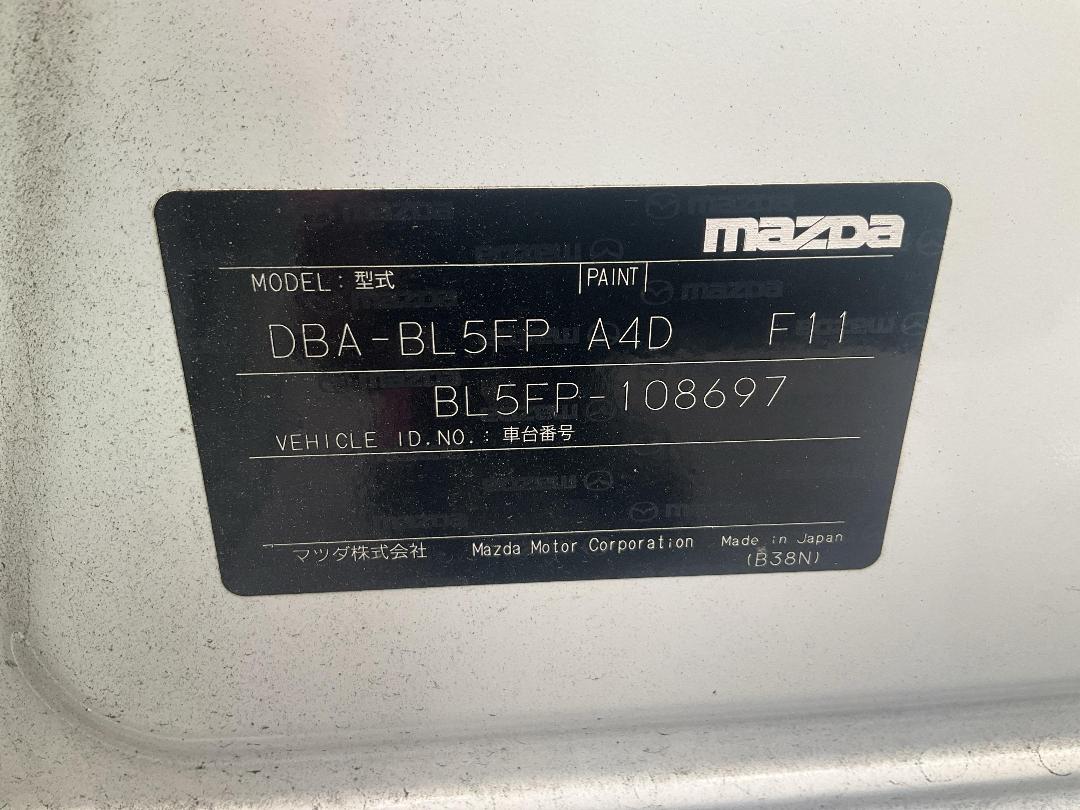 mazda
MODEL : 型式 PAINT
DBA-BL5FP A4D F11
BL5FP-108697
VEHICLE ID.NO. : 車台番号
マツダ株式会社 Mazda Motor Corporation Made in Japan
(B38N)